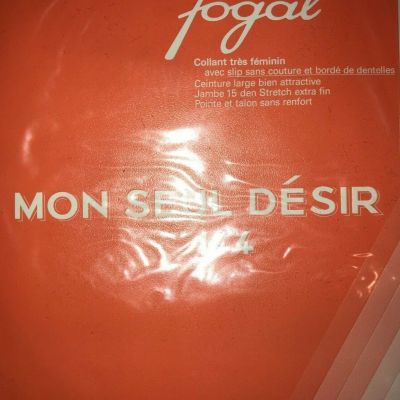 fogal
Collant très féminin
avec slip sans couture et bordé de dentelles
Ceinture large bien attractive
Jambe 15 den Stretch extra fin
Pointe et talon sans renfort
MON SEUL DÉSIR
4